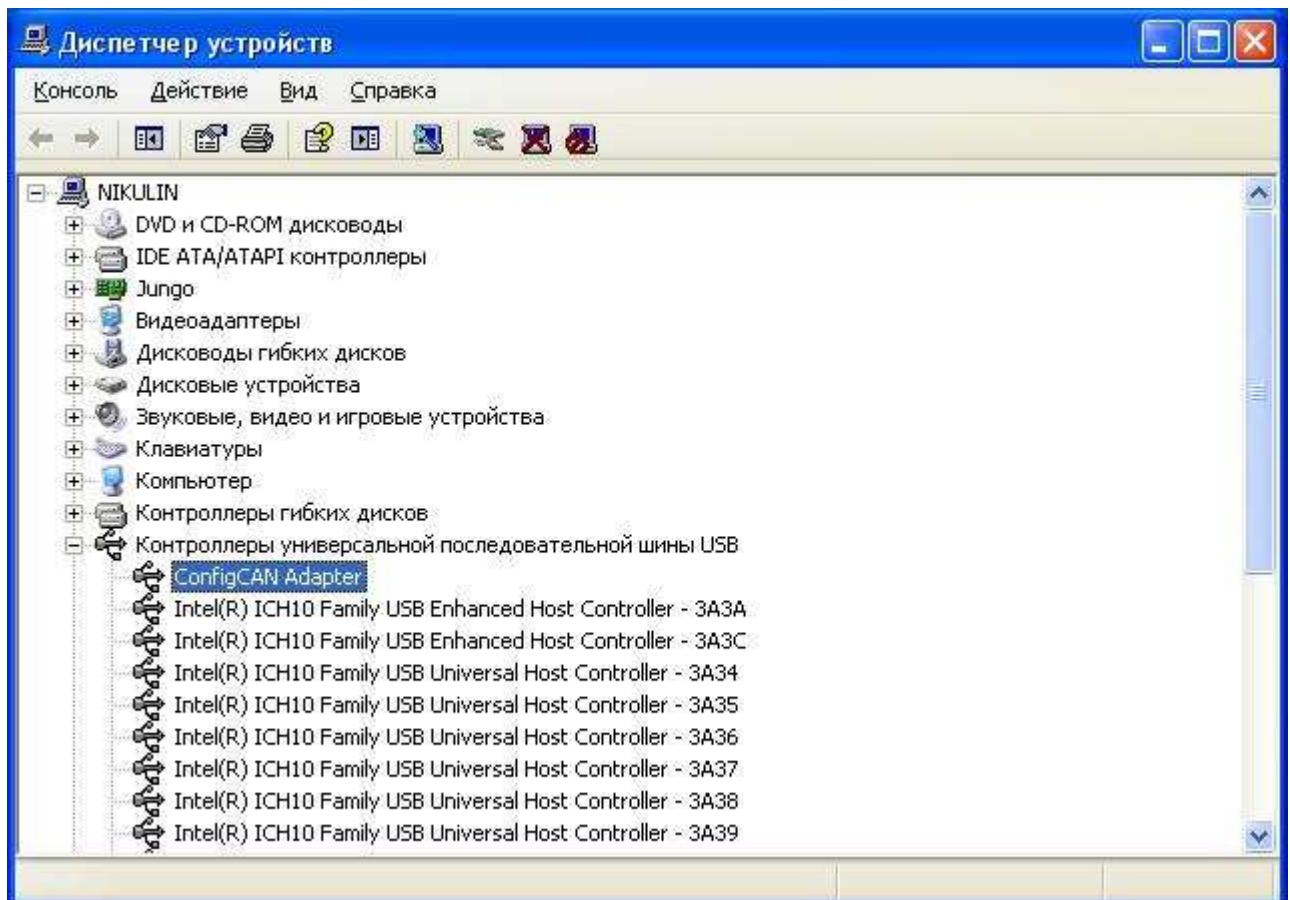 Диспетчер устройств
Консоль Действие Вид Справка
NIKULIN
DVD и CD-ROM дисководы
IDE ATA/ATAPI контроллеры
Jungo
Видеоадаптеры
Дисководы гибких дисков
Дисковые устройства
Звуковые, видео и игровые устройства
Клавиатуры
Компьютер
Контроллеры гибких дисков
Контроллеры универсальной последовательной шины USB
ConfigCAN Adapter
Intel(R) ICH10 Family USB Enhanced Host Controller - 3A3A
Intel(R) ICH10 Family USB Enhanced Host Controller - 3A3C
Intel(R) ICH10 Family USB Universal Host Controller - 3A34
Intel(R) ICH10 Family USB Universal Host Controller - 3A35
Intel(R) ICH10 Family USB Universal Host Controller - 3A36
Intel(R) ICH10 Family USB Universal Host Controller - 3A37
Intel(R) ICH10 Family USB Universal Host Controller - 3A38
Intel(R) ICH10 Family USB Universal Host Controller - 3A39